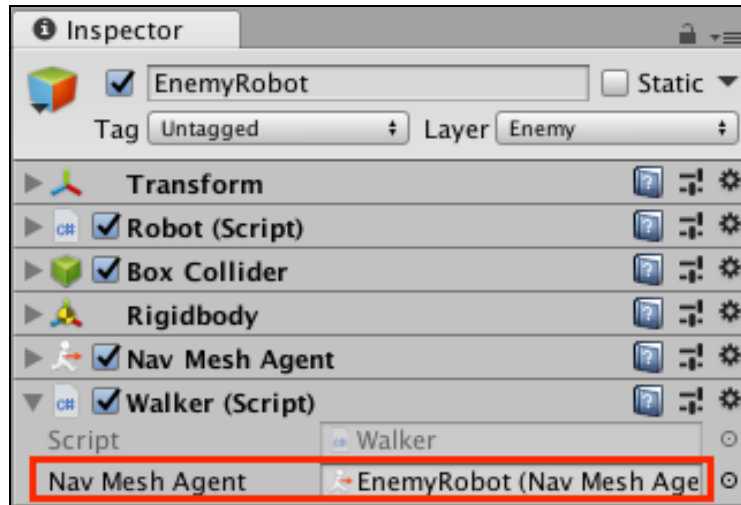 Inspector
EnemyRobot Static
Tag Untagged Layer Enemy
Transform
c# Robot (Script)
Box Collider
Rigidbody
Nav Mesh Agent
c# Walker (Script)
Script c# Walker
Nav Mesh Agent EnemyRobot (Nav Mesh Age